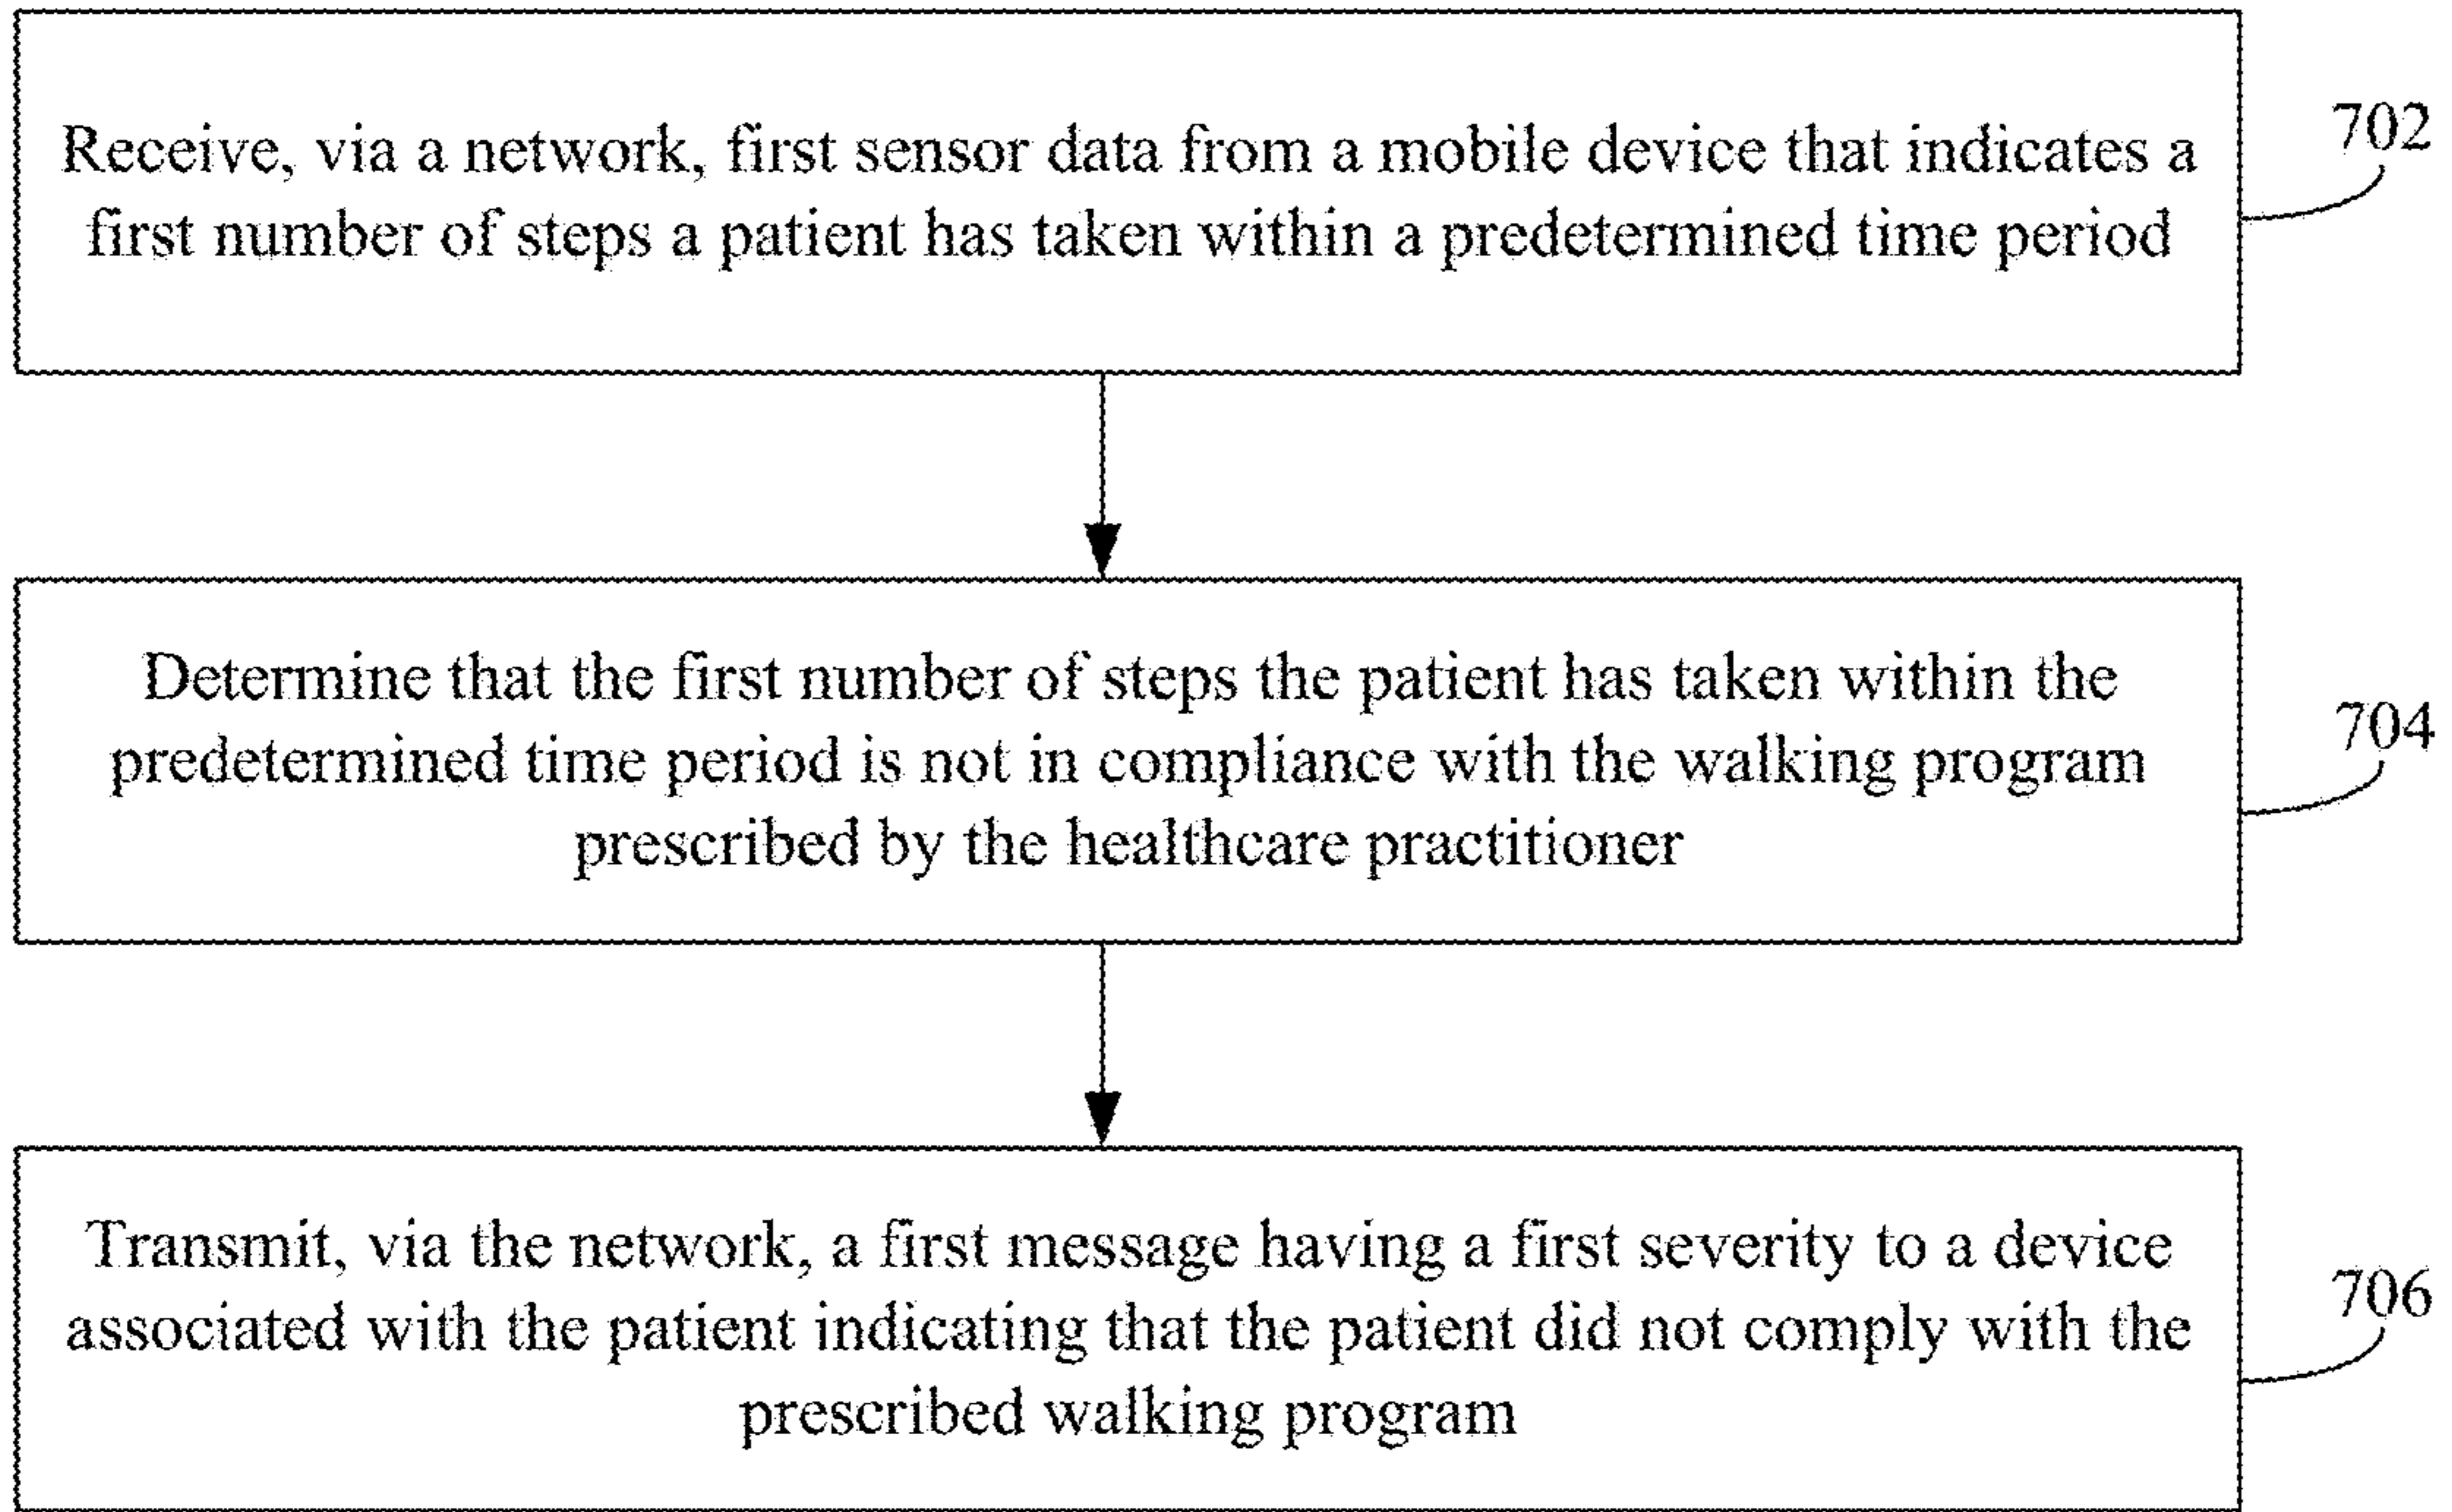 Receive, via a network, first sensor data from a mobile device that indicates a
first number of steps a patient has taken within a predetermined time period
702
Determine that the first number of steps the patient has taken within the
predetermined time period is not in compliance with the walking program
prescribed by the healthcare practitioner
704
Transmit, via the network, a first message having a first severity to a device
associated with the patient indicating that the patient did not comply with the
prescribed walking program
706